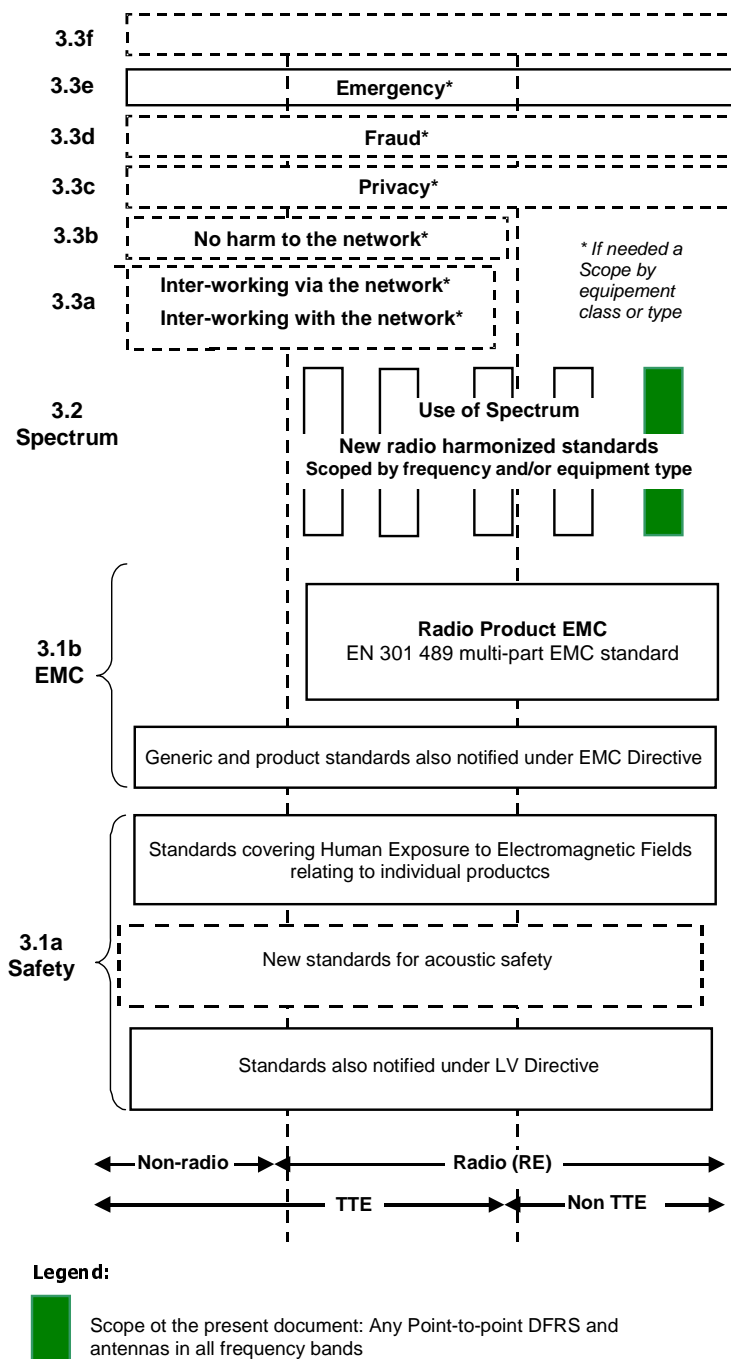 3.3f
3.3e
Emergency*
3.3d
Fraud*
3.3c
Privacy*
3.3b
No harm to the network*
3.3a
Inter-working via the network*
Inter-working with the network*
* If needed a
Scope by
equipement
class or type
3.2
Spectrum
Use of Spectrum
New radio harmonized standards
Scoped by frequency and/or equipment type
3.1b
EMC
Radio Product EMC
EN 301 489 multi-part EMC standard
Generic and product standards also notified under EMC Directive
3.1a
Safety
Standards covering Human Exposure to Electromagnetic Fields
relating to individual productcs
New standards for acoustic safety
Standards also notified under LV Directive
Non-radio
Radio (RE)
TTE
Non TTE
Legend:
Scope ot the present document: Any Point-to-point DFRS and
antennas in all frequency bands